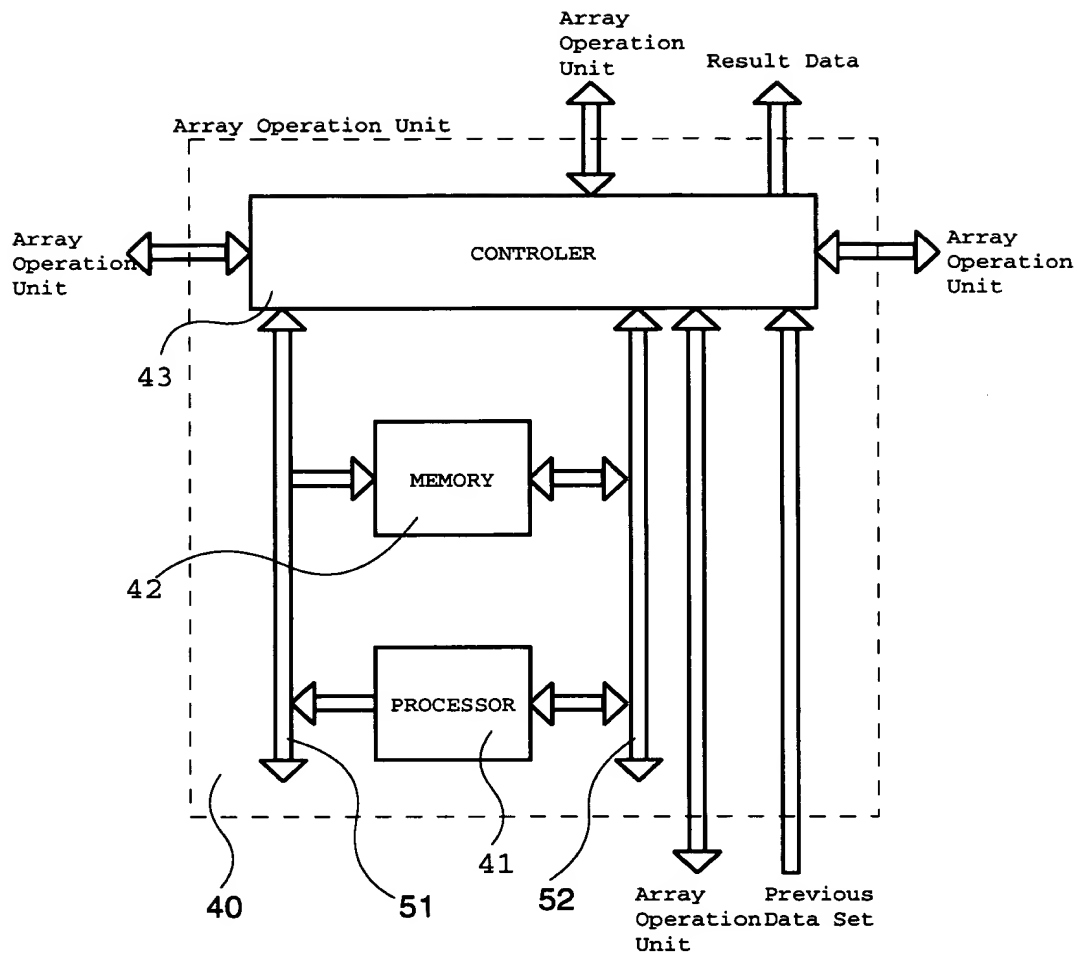 Array
Operation
Unit
Result Data
Array Operation Unit
Array
Operation
Unit
CONTROLER
Array
Operation
Unit
43
MEMORY
42
PROCESSOR
41
40
51
52
Array
Operation
Unit
Previous
Data Set